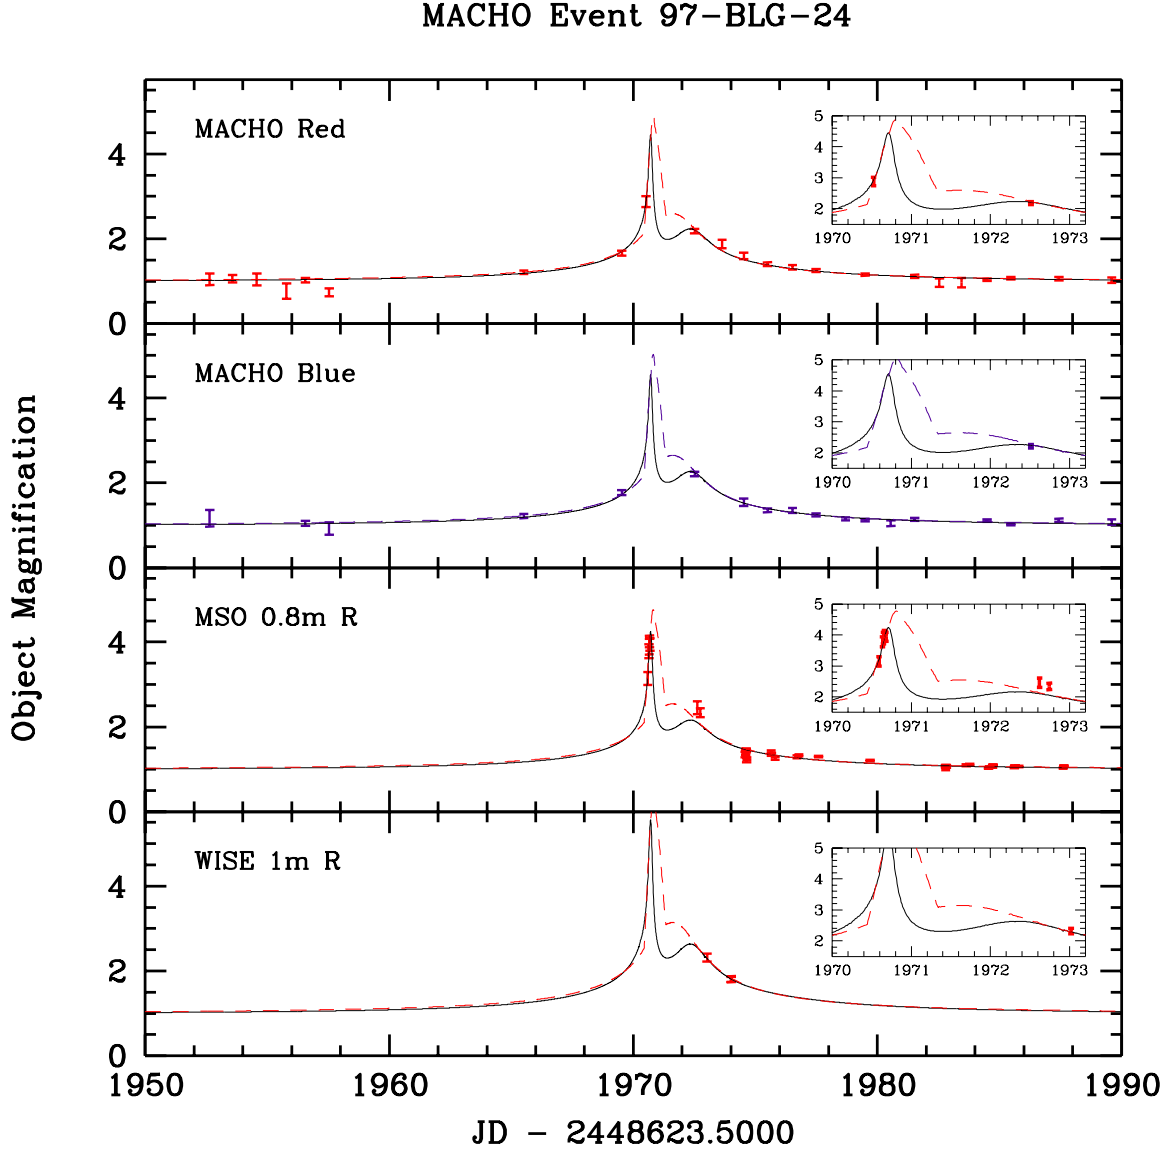 MACHO Event 97-BLG-24
Object Magnification
MACHO Red
4
2
0
5
4
3
2
1970 1971 1972 1973
MACHO Blue
4
2
0
5
4
3
2
1970 1971 1972 1973
MSO 0.8m R
4
2
0
5
4
3
2
1970 1971 1972 1973
WISE 1m R
4
2
0
5
4
3
2
1970 1971 1972 1973
1950 1960 1970 1980 1990
JD - 2448623.5000